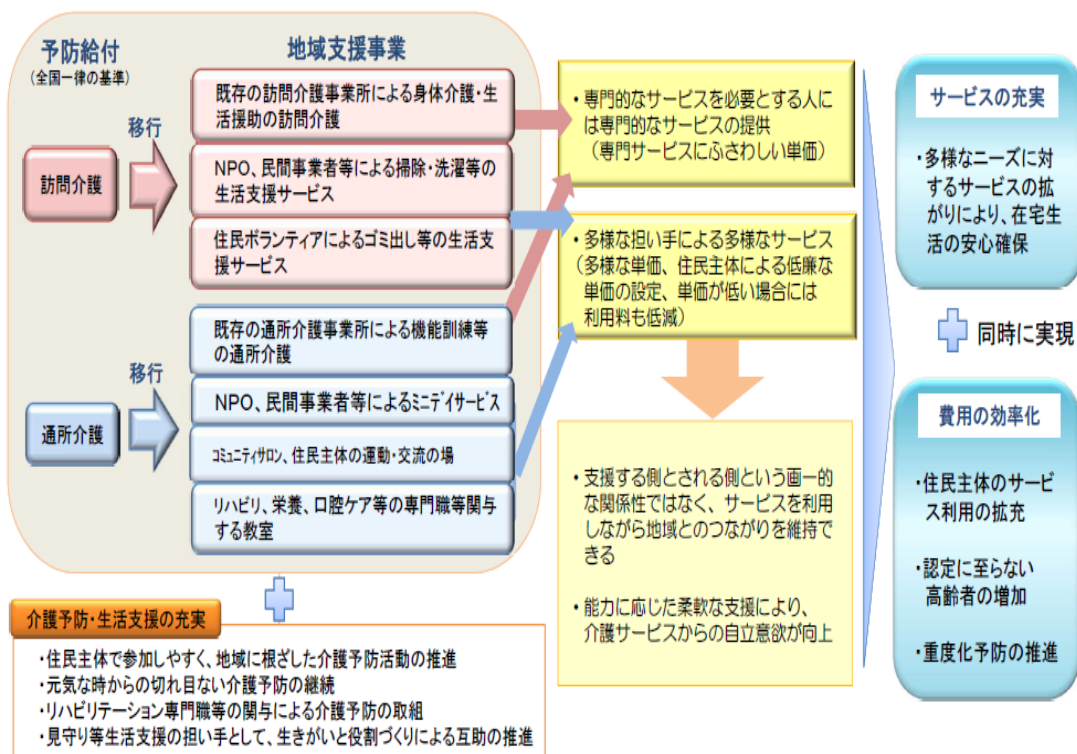 予防給付
(全国一律の基準)
移行
訪問介護
移行
通所介護
地域支援事業
既存の訪問介護事業所による身体介護・生
活援助の訪問介護
NPO、民間事業者等による掃除・洗濯等の
生活支援サービス
住民ボランティアによるゴミ出し等の生活支
援サービス
既存の通所介護事業所による機能訓練等
の通所介護
NPO、民間事業者等によるミニデイサービス
コミュニティサロン、住民主体の運動・交流の場
リハビリ、栄養、口腔ケア等の専門職等関与
する教室
介護予防・生活支援の充実
・住民主体で参加しやすく、地域に根ざした介護予防活動の推進
・元気な時からの切れ目ない介護予防の継続
・リハビリテーション専門職等の関与による介護予防の取組
・見守り等生活支援の担い手として、生きがいと役割づくりによる互助の推進
・専門的なサービスを必要とする人に
は専門的なサービスの提供
(専門サービスにふさわしい単価)
・多様な担い手による多様なサービス
(多様な単価、住民主体による低廉な
単価の設定、単価が低い場合には
利用料も低減)
・支援する側とされる側という画一的
な関係性ではなく、サービスを利用
しながら地域とのつながりを維持で
きる
・能力に応じた柔軟な支援により、
介護サービスからの自立意欲が向上
サービスの充実
・多様なニーズに対
するサービスの拡
がりにより、在宅生
活の安心確保
同時に実現
費用の効率化
・住民主体のサービ
ス利用の拡充
・認定に至らない
高齢者の増加
・重度化予防の推進